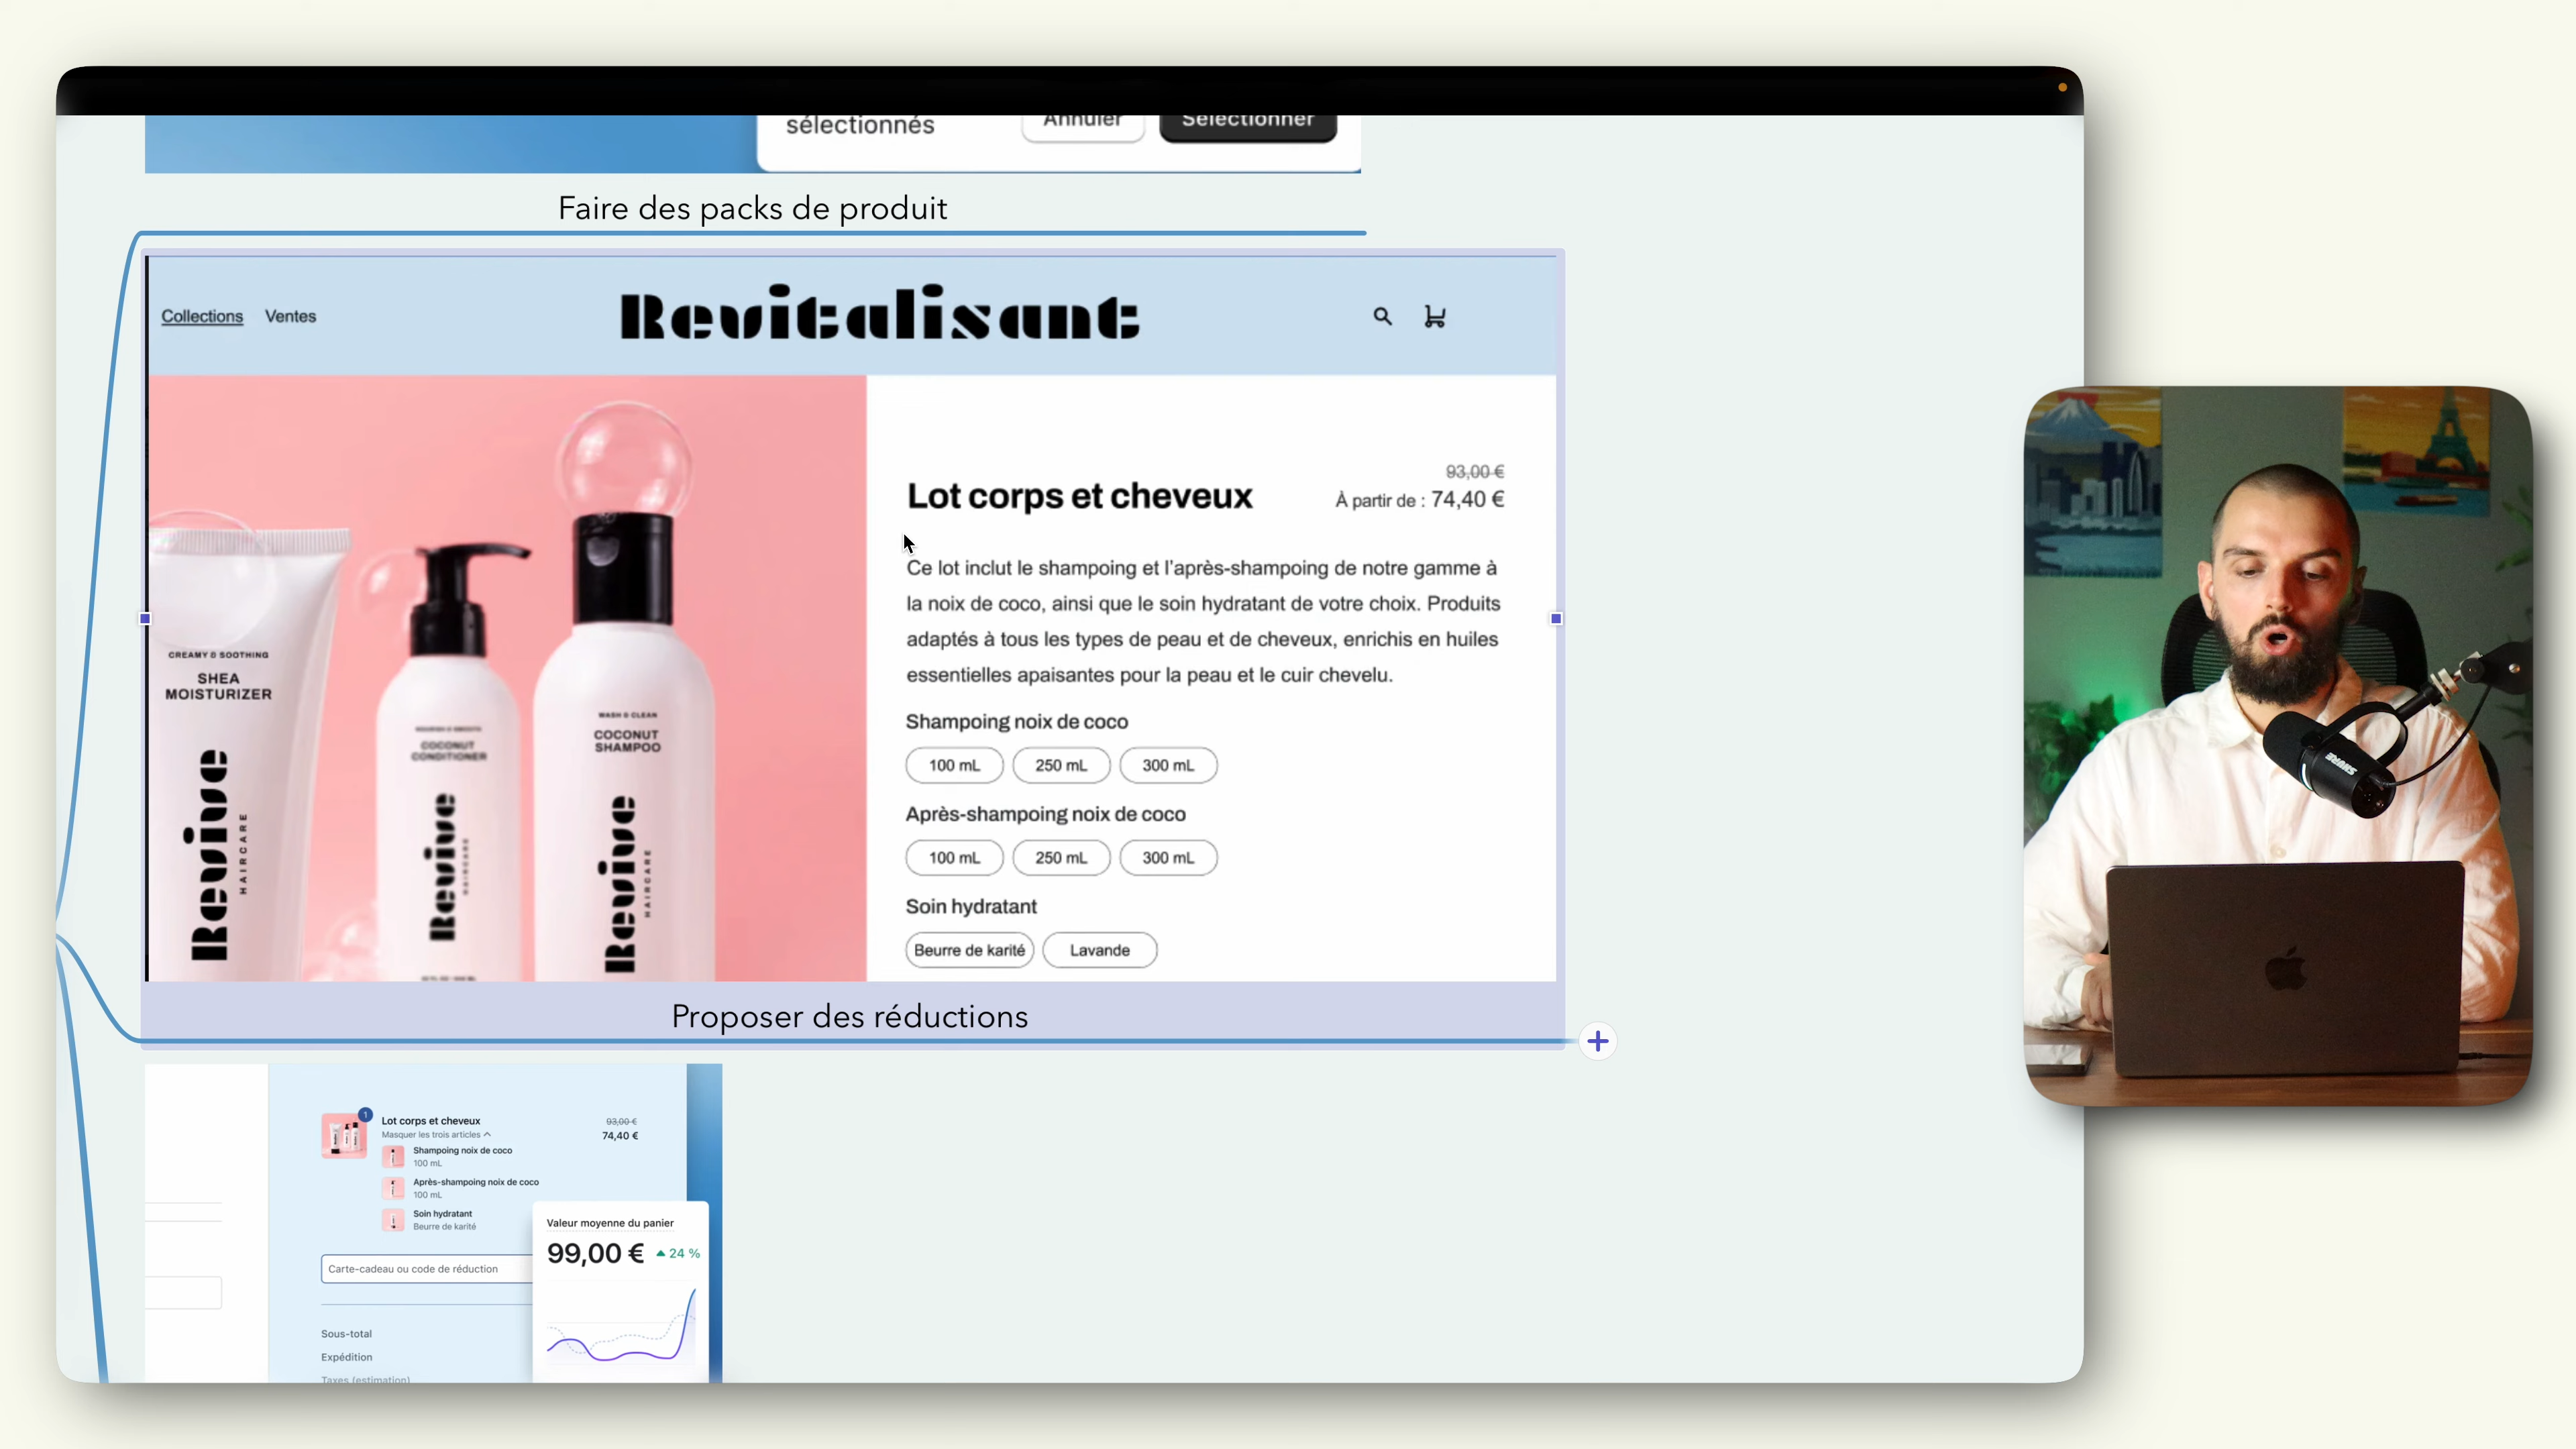 sélectionnés
Annuler
Sélectionner
Faire des packs de produit
Collections
Ventes
Revitalisant
93,00 €
Lot corps et cheveux
À partir de : 74,40 €
Ce lot inclut le shampoing et l'après-shampoing de notre gamme à
la noix de coco, ainsi que le soin hydratant de votre choix. Produits
adaptés à tous les types de peau et de cheveux, enrichis en huiles
essentielles apaisantes pour la peau et le cuir chevelu.
Shampoing noix de coco
100 mL
250 mL
300 mL
Après-shampoing noix de coco
100 mL
250 mL
300 mL
Soin hydratant
Beurre de karité
Lavande
CREAMY & SOOTHING
SHEA
MOISTURIZER
Revive
HAIRCARE
COCONUT
CONDITIONER
Revive
HAIRCARE
WASH & CLEAN
COCONUT
SHAMPOO
Revive
HAIRCARE
Proposer des réductions
1
Lot corps et cheveux
93,00 €
Masquer les trois articles
74,40 €
Shampoing noix de coco
100 mL
Après-shampoing noix de coco
100 mL
Soin hydratant
Beurre de karité
Valeur moyenne du panier
99,00 €
24 %
Carte-cadeau ou code de réduction
Sous-total
Expédition
Taxes (estimation)
SHURE